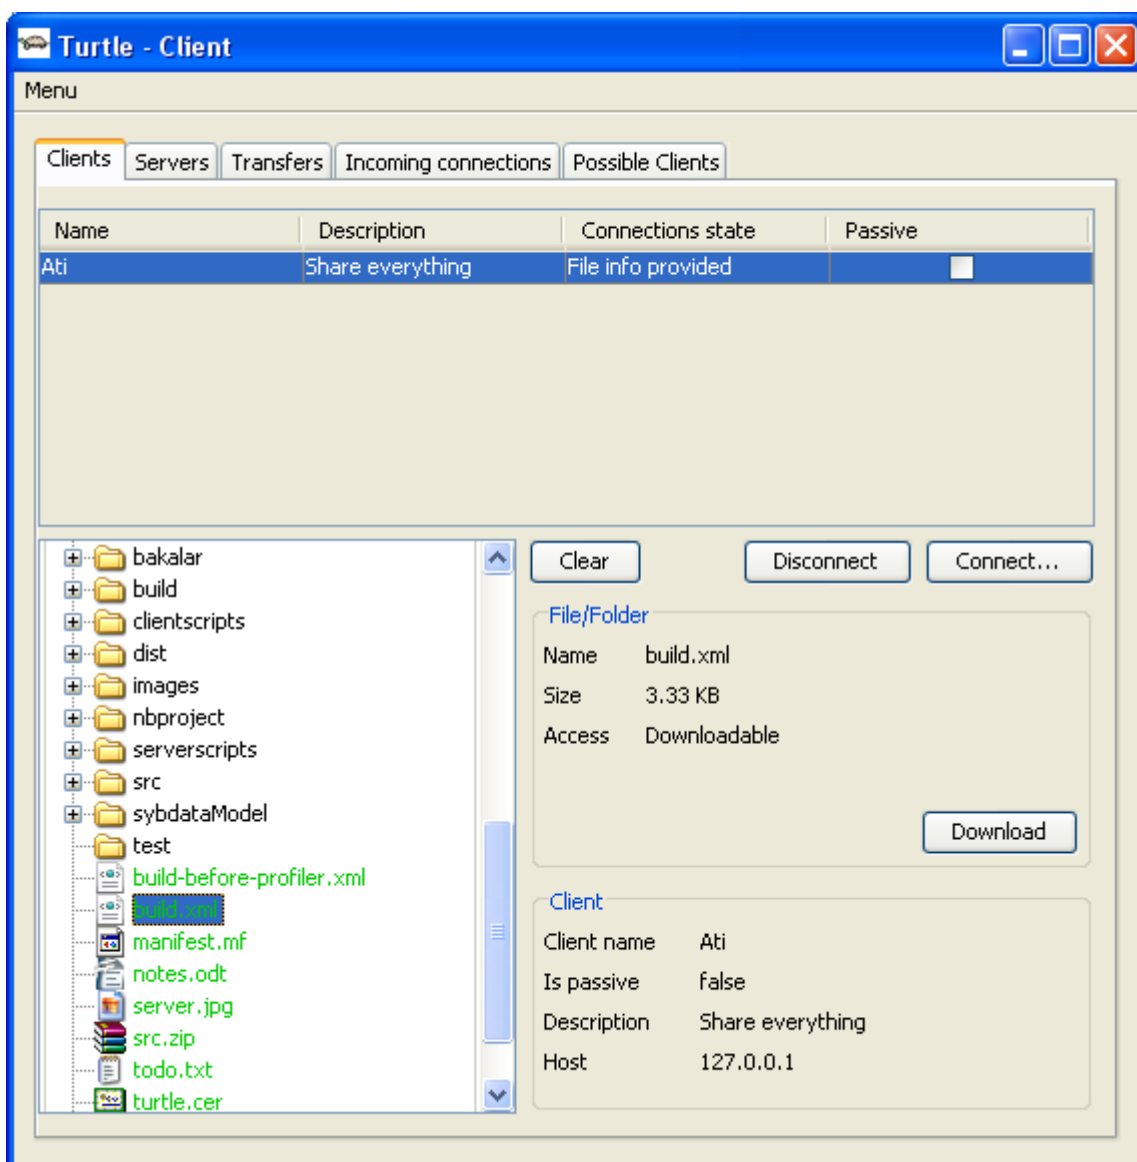 Turtle - Client
Menu
Clients Servers Transfers Incoming connections Possible Clients
Name Description Connections state Passive
Ati Share everything File info provided
bakalar
build
clientscripts
dist
images
nbproject
serverscripts
src
sybdataModel
test
build-before-profiler.xml
build.xml
manifest.mf
notes.odt
server.jpg
src.zip
todo.txt
turtle.cer
Clear Disconnect Connect...
File/Folder
Name build.xml
Size 3.33 KB
Access Downloadable
Download
Client
Client name Ati
Is passive false
Description Share everything
Host 127.0.0.1